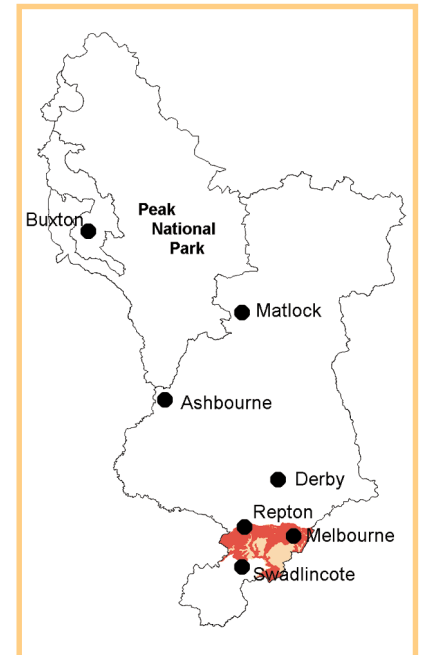 Peak
National
Park
Buxton
Matlock
Ashbourne
Derby
Repton
Melbourne
Swadlincote